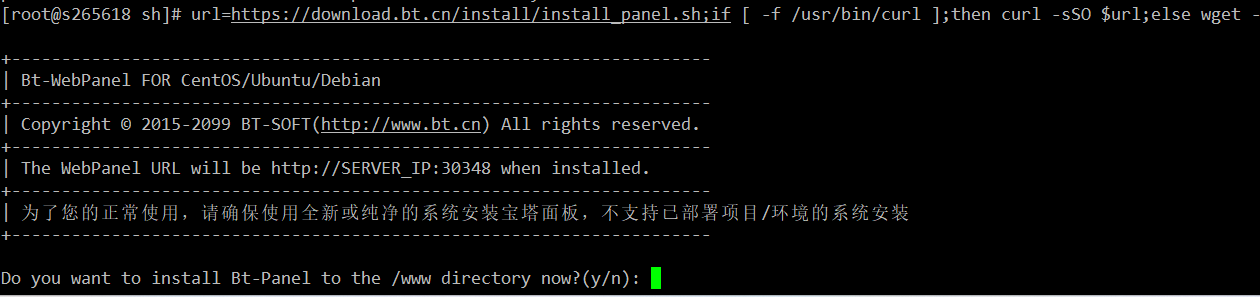 [root@s265618 sh]# url=https://download.bt.cn/install/install_panel.sh;if [ -f /usr/bin/curl ];then curl -sSO $url;else wget -
+----------------------------------------------------------------------
| Bt-WebPanel FOR CentOS/Ubuntu/Debian
+----------------------------------------------------------------------
| Copyright © 2015-2099 BT-SOFT(http://www.bt.cn) All rights reserved.
+----------------------------------------------------------------------
| The WebPanel URL will be http://SERVER_IP:30348 when installed.
+----------------------------------------------------------------------
| 为了您的正常使用，请确保使用全新或纯净的系统安装宝塔面板，不支持已部署项目/环境的系统安装
+----------------------------------------------------------------------
Do you want to install Bt-Panel to the /www directory now?(y/n):